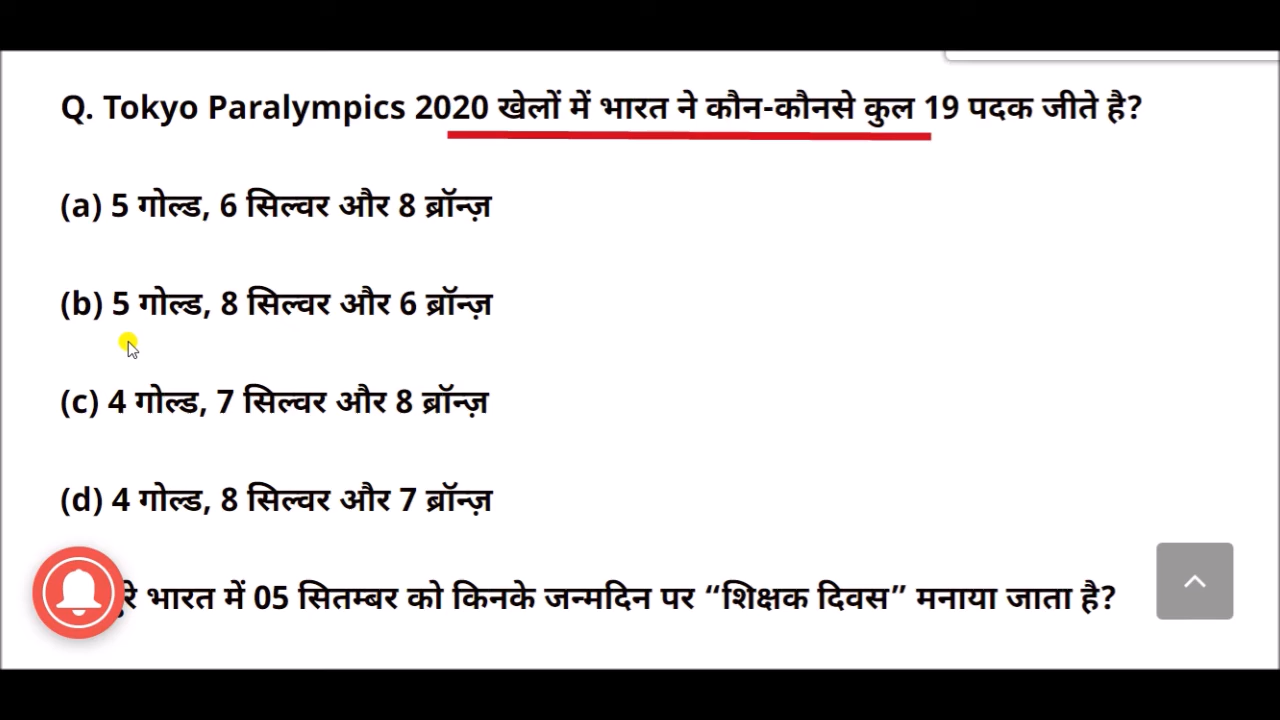 Q. Tokyo Paralympics 2020 खेलों में भारत ने कौन-कौनसे कुल 19 पदक जीते है?
(a) 5 गोल्ड, 6 सिल्वर और 8 ब्रॉन्ज़
(b) 5 गोल्ड, 8 सिल्वर और 6 ब्रॉन्ज़
(c) 4 गोल्ड, 7 सिल्वर और 8 ब्रॉन्ज़
(d) 4 गोल्ड, 8 सिल्वर और 7 ब्रॉन्ज़
भारत में 05 सितम्बर को किनके जन्मदिन पर “शिक्षक दिवस” मनाया जाता है?